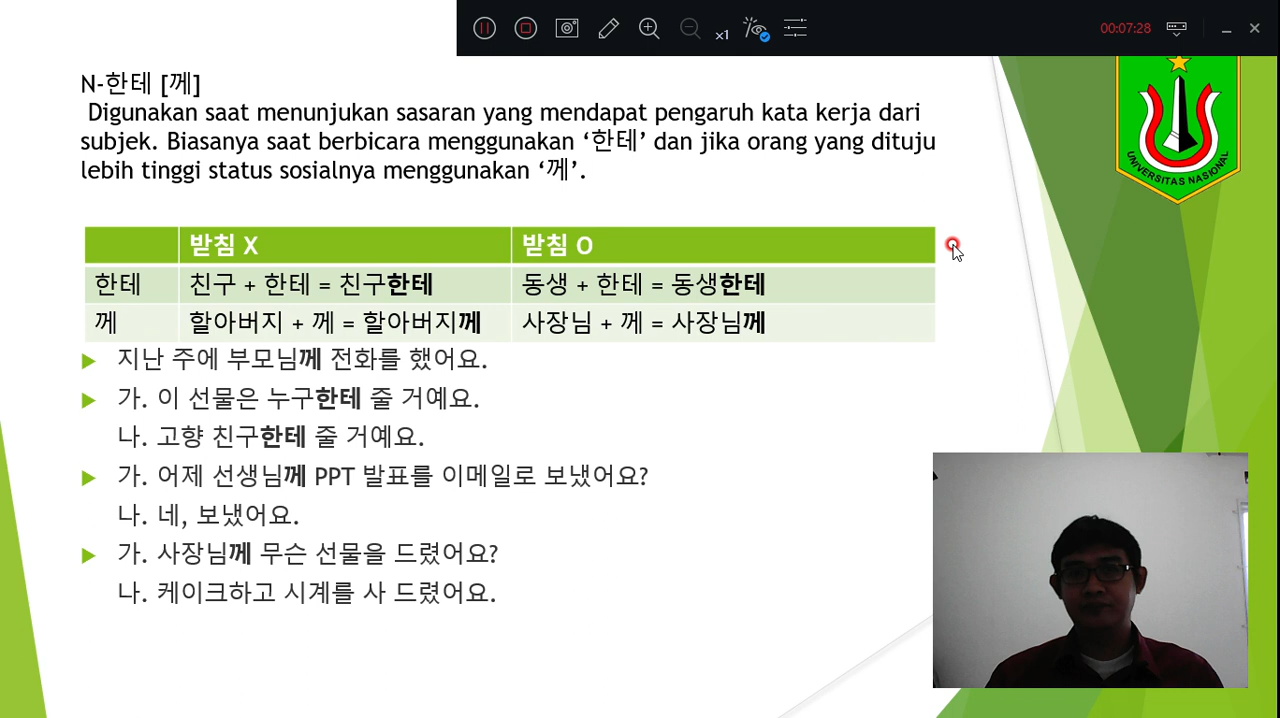 x1
00:07:28
N-한테 [께]
Digunakan saat menunjukan sasaran yang mendapat pengaruh kata kerja dari
subjek. Biasanya saat berbicara menggunakan ‘한테’ dan jika orang yang dituju
lebih tinggi status sosialnya menggunakan ‘께’.
UNIVERSITAS NASIONAL
받침 X 받침 O
한테 친구 + 한테 = 친구한테 동생 + 한테 = 동생한테
께 할아버지 + 께 = 할아버지께 사장님 + 께 = 사장님께
지난 주에 부모님께 전화를 했어요.
가. 이 선물은 누구한테 줄 거예요.
나. 고향 친구한테 줄 거예요.
가. 어제 선생님께 PPT 발표를 이메일로 보냈어요?
나. 네, 보냈어요.
가. 사장님께 무슨 선물을 드렸어요?
나. 케이크하고 시계를 사 드렸어요.